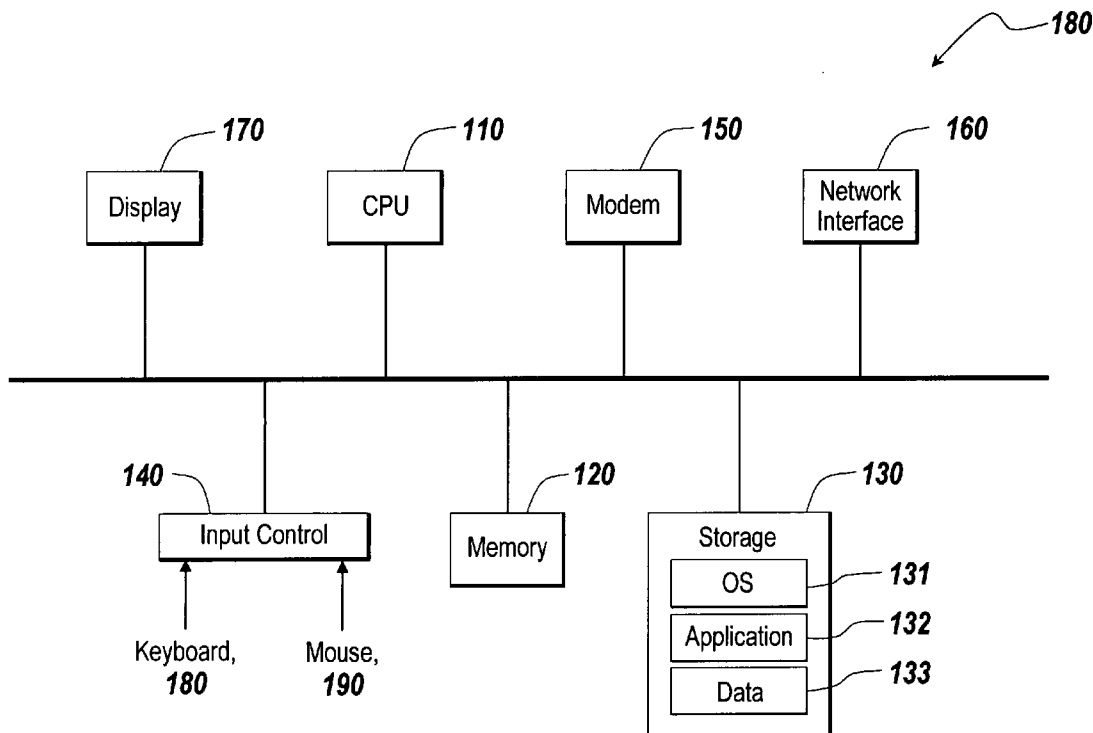 180
170
110
150
160
Display
CPU
Modem
Network
Interface
140
120
130
Input Control
Memory
Storage
OS
131
Application
132
Data
133
Keyboard,
180
Mouse,
190